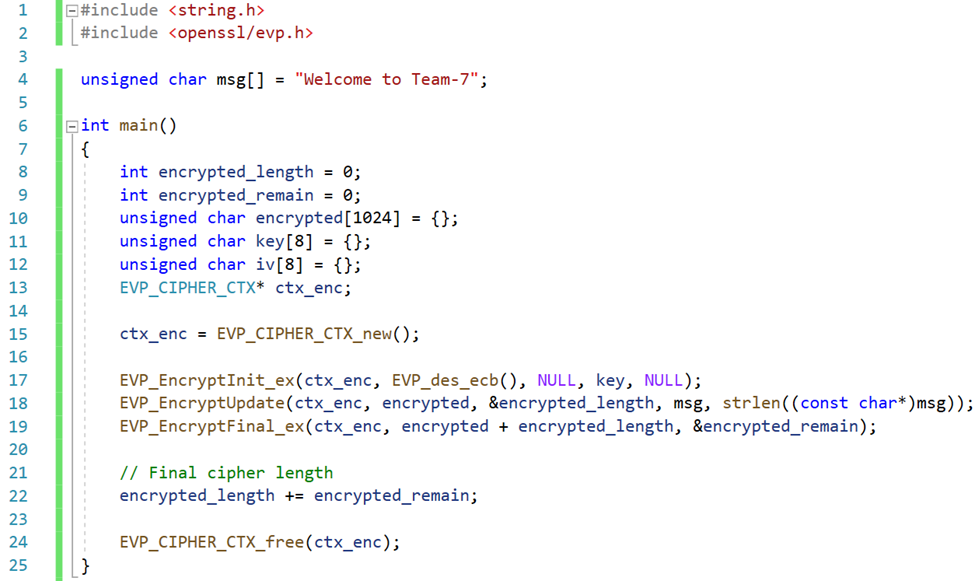 1 #include <string.h>
2 #include <openssl/evp.h>
3
4 unsigned char msg[] = "Welcome to Team-7";
5
6 int main()
7 {
8 int encrypted_length = 0;
9 int encrypted_remain = 0;
10 unsigned char encrypted[1024] = {};
11 unsigned char key[8] = {};
12 unsigned char iv[8] = {};
13 EVP_CIPHER_CTX* ctx_enc;
14
15 ctx_enc = EVP_CIPHER_CTX_new();
16
17 EVP_EncryptInit_ex(ctx_enc, EVP_des_ecb(), NULL, key, NULL);
18 EVP_EncryptUpdate(ctx_enc, encrypted, &encrypted_length, msg, strlen((const char*)msg));
19 EVP_EncryptFinal_ex(ctx_enc, encrypted + encrypted_length, &encrypted_remain);
20
21 // Final cipher length
22 encrypted_length += encrypted_remain;
23
24 EVP_CIPHER_CTX_free(ctx_enc);
25 }